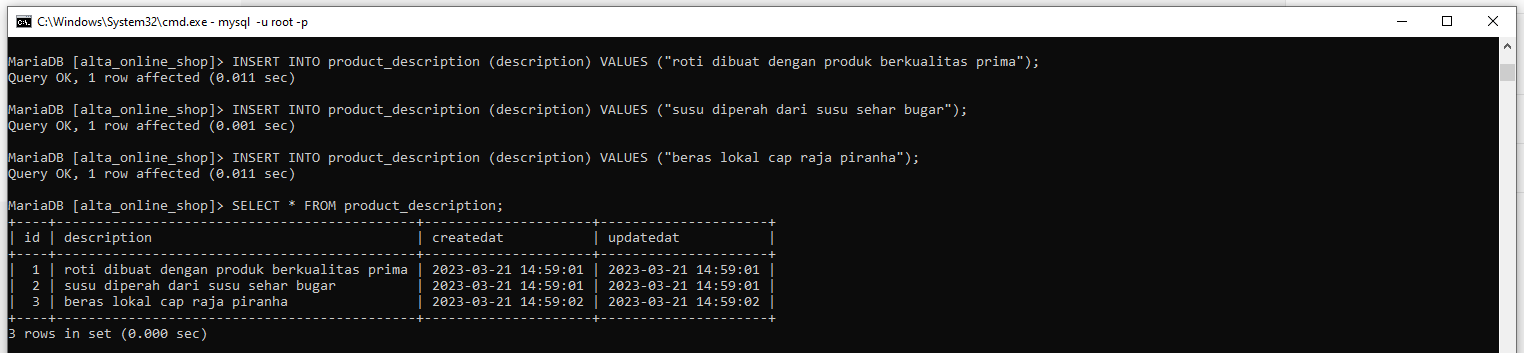 C:\Windows\System32\cmd.exe - mysql  -u root -p
MariaDB [alta_online_shop]> INSERT INTO product_description (description) VALUES ("roti dibuat dengan produk berkualitas prima");
Query OK, 1 row affected (0.011 sec)
MariaDB [alta_online_shop]> INSERT INTO product_description (description) VALUES ("susu diperah dari susu sehar bugar");
Query OK, 1 row affected (0.001 sec)
MariaDB [alta_online_shop]> INSERT INTO product_description (description) VALUES ("beras lokal cap raja piranha");
Query OK, 1 row affected (0.011 sec)
MariaDB [alta_online_shop]> SELECT * FROM product_description;
+----+---------------------------------------------+---------------------+---------------------+
| id | description                                 | createdat           | updatedat           |
+----+---------------------------------------------+---------------------+---------------------+
|  1 | roti dibuat dengan produk berkualitas prima | 2023-03-21 14:59:01 | 2023-03-21 14:59:01 |
|  2 | susu diperah dari susu sehar bugar          | 2023-03-21 14:59:01 | 2023-03-21 14:59:01 |
|  3 | beras lokal cap raja piranha                | 2023-03-21 14:59:02 | 2023-03-21 14:59:02 |
+----+---------------------------------------------+---------------------+---------------------+
3 rows in set (0.000 sec)